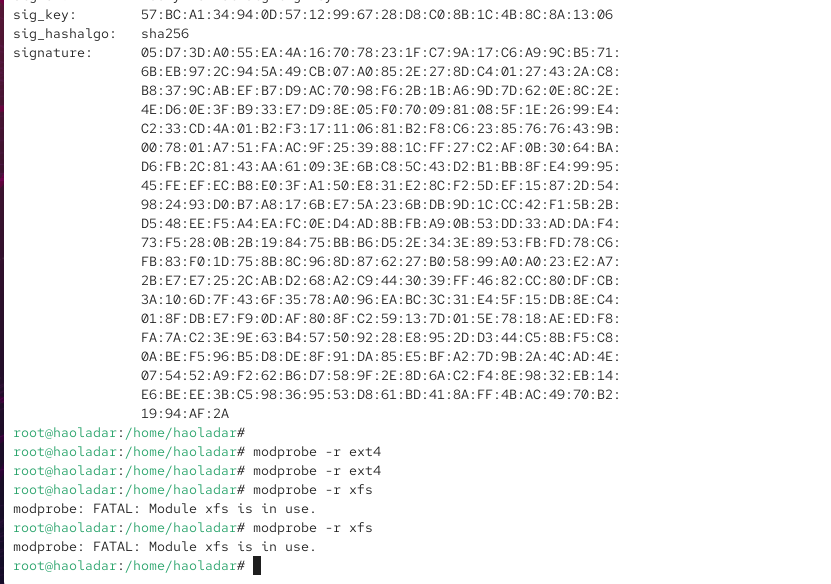 sig_key: 57:BC:A1:34:94:0D:57:12:99:67:28:D8:C0:8B:1C:4B:8C:8A:13:06
sig_hashalgo: sha256
signature: 05:D7:3D:A0:55:EA:4A:16:70:78:23:1F:C7:9A:17:C6:A9:9C:B5:71:
6B:EB:97:2C:94:5A:49:CB:07:A0:85:2E:27:8D:C4:01:27:43:2A:C8:
B8:37:9C:AB:EF:B7:D9:AC:70:98:F6:2B:1B:A6:9D:7D:62:0E:8C:2E:
4E:D6:0E:3F:B9:33:E7:D9:8E:05:F0:70:09:81:08:5F:1E:26:99:E4:
C2:33:CD:4A:01:B2:F3:17:11:06:81:B2:F8:C6:23:85:76:76:43:9B:
00:78:01:A7:51:FA:AC:9F:25:39:88:1C:FF:27:C2:AF:0B:30:64:BA:
D6:FB:2C:81:43:AA:61:09:3E:6B:C8:5C:43:D2:B1:BB:8F:E4:99:95:
45:FE:EF:EC:B8:E0:3F:A1:50:E8:31:E2:8C:F2:5D:EF:15:87:2D:54:
98:24:93:D0:B7:A8:17:6B:E7:5A:23:6B:DB:9D:1C:CC:42:F1:5B:2B:
D5:48:EE:F5:A4:EA:FC:0E:D4:AD:8B:FB:A9:0B:53:DD:33:AD:DA:F4:
73:F5:28:0B:2B:19:84:75:BB:B6:D5:2E:34:3E:89:53:FB:FD:78:C6:
FB:83:F0:1D:75:8B:8C:96:8D:87:62:27:B0:58:99:A0:A0:23:E2:A7:
2B:E7:E7:25:2C:AB:D2:68:A2:C9:44:30:39:FF:46:82:CC:80:DF:CB:
3A:10:6D:7F:43:6F:35:78:A0:96:EA:BC:3C:31:E4:5F:15:DB:8E:C4:
01:8F:DB:E7:F9:0D:AF:80:8F:C2:59:13:7D:01:5E:78:18:AE:ED:F8:
FA:7A:C2:3E:9E:63:B4:57:50:92:28:E8:95:2D:D3:44:C5:8B:F5:C8:
0A:BE:F5:96:B5:D8:DE:8F:91:DA:85:E5:BF:A2:7D:9B:2A:4C:AD:4E:
07:54:52:A9:F2:62:B6:D7:58:9F:2E:8D:6A:C2:F4:8E:98:32:EB:14:
E6:BE:EE:3B:C5:98:36:95:53:D8:61:BD:41:8A:FF:4B:AC:49:70:B2:
19:94:AF:2A
root@haoladar:/home/haoladar#
root@haoladar:/home/haoladar# modprobe -r ext4
root@haoladar:/home/haoladar# modprobe -r ext4
root@haoladar:/home/haoladar# modprobe -r xfs
modprobe: FATAL: Module xfs is in use.
root@haoladar:/home/haoladar# modprobe -r xfs
modprobe: FATAL: Module xfs is in use.
root@haoladar:/home/haoladar#